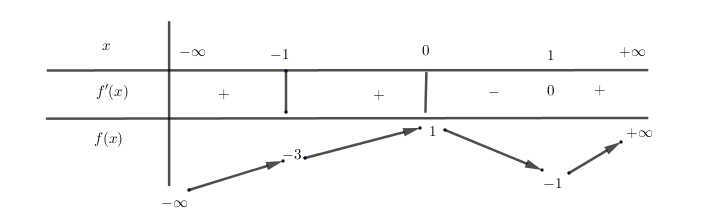 x −∞ −1 0 1 +∞
f′(x) + + − 0 +
f(x) −∞ −3 1 −1 +∞